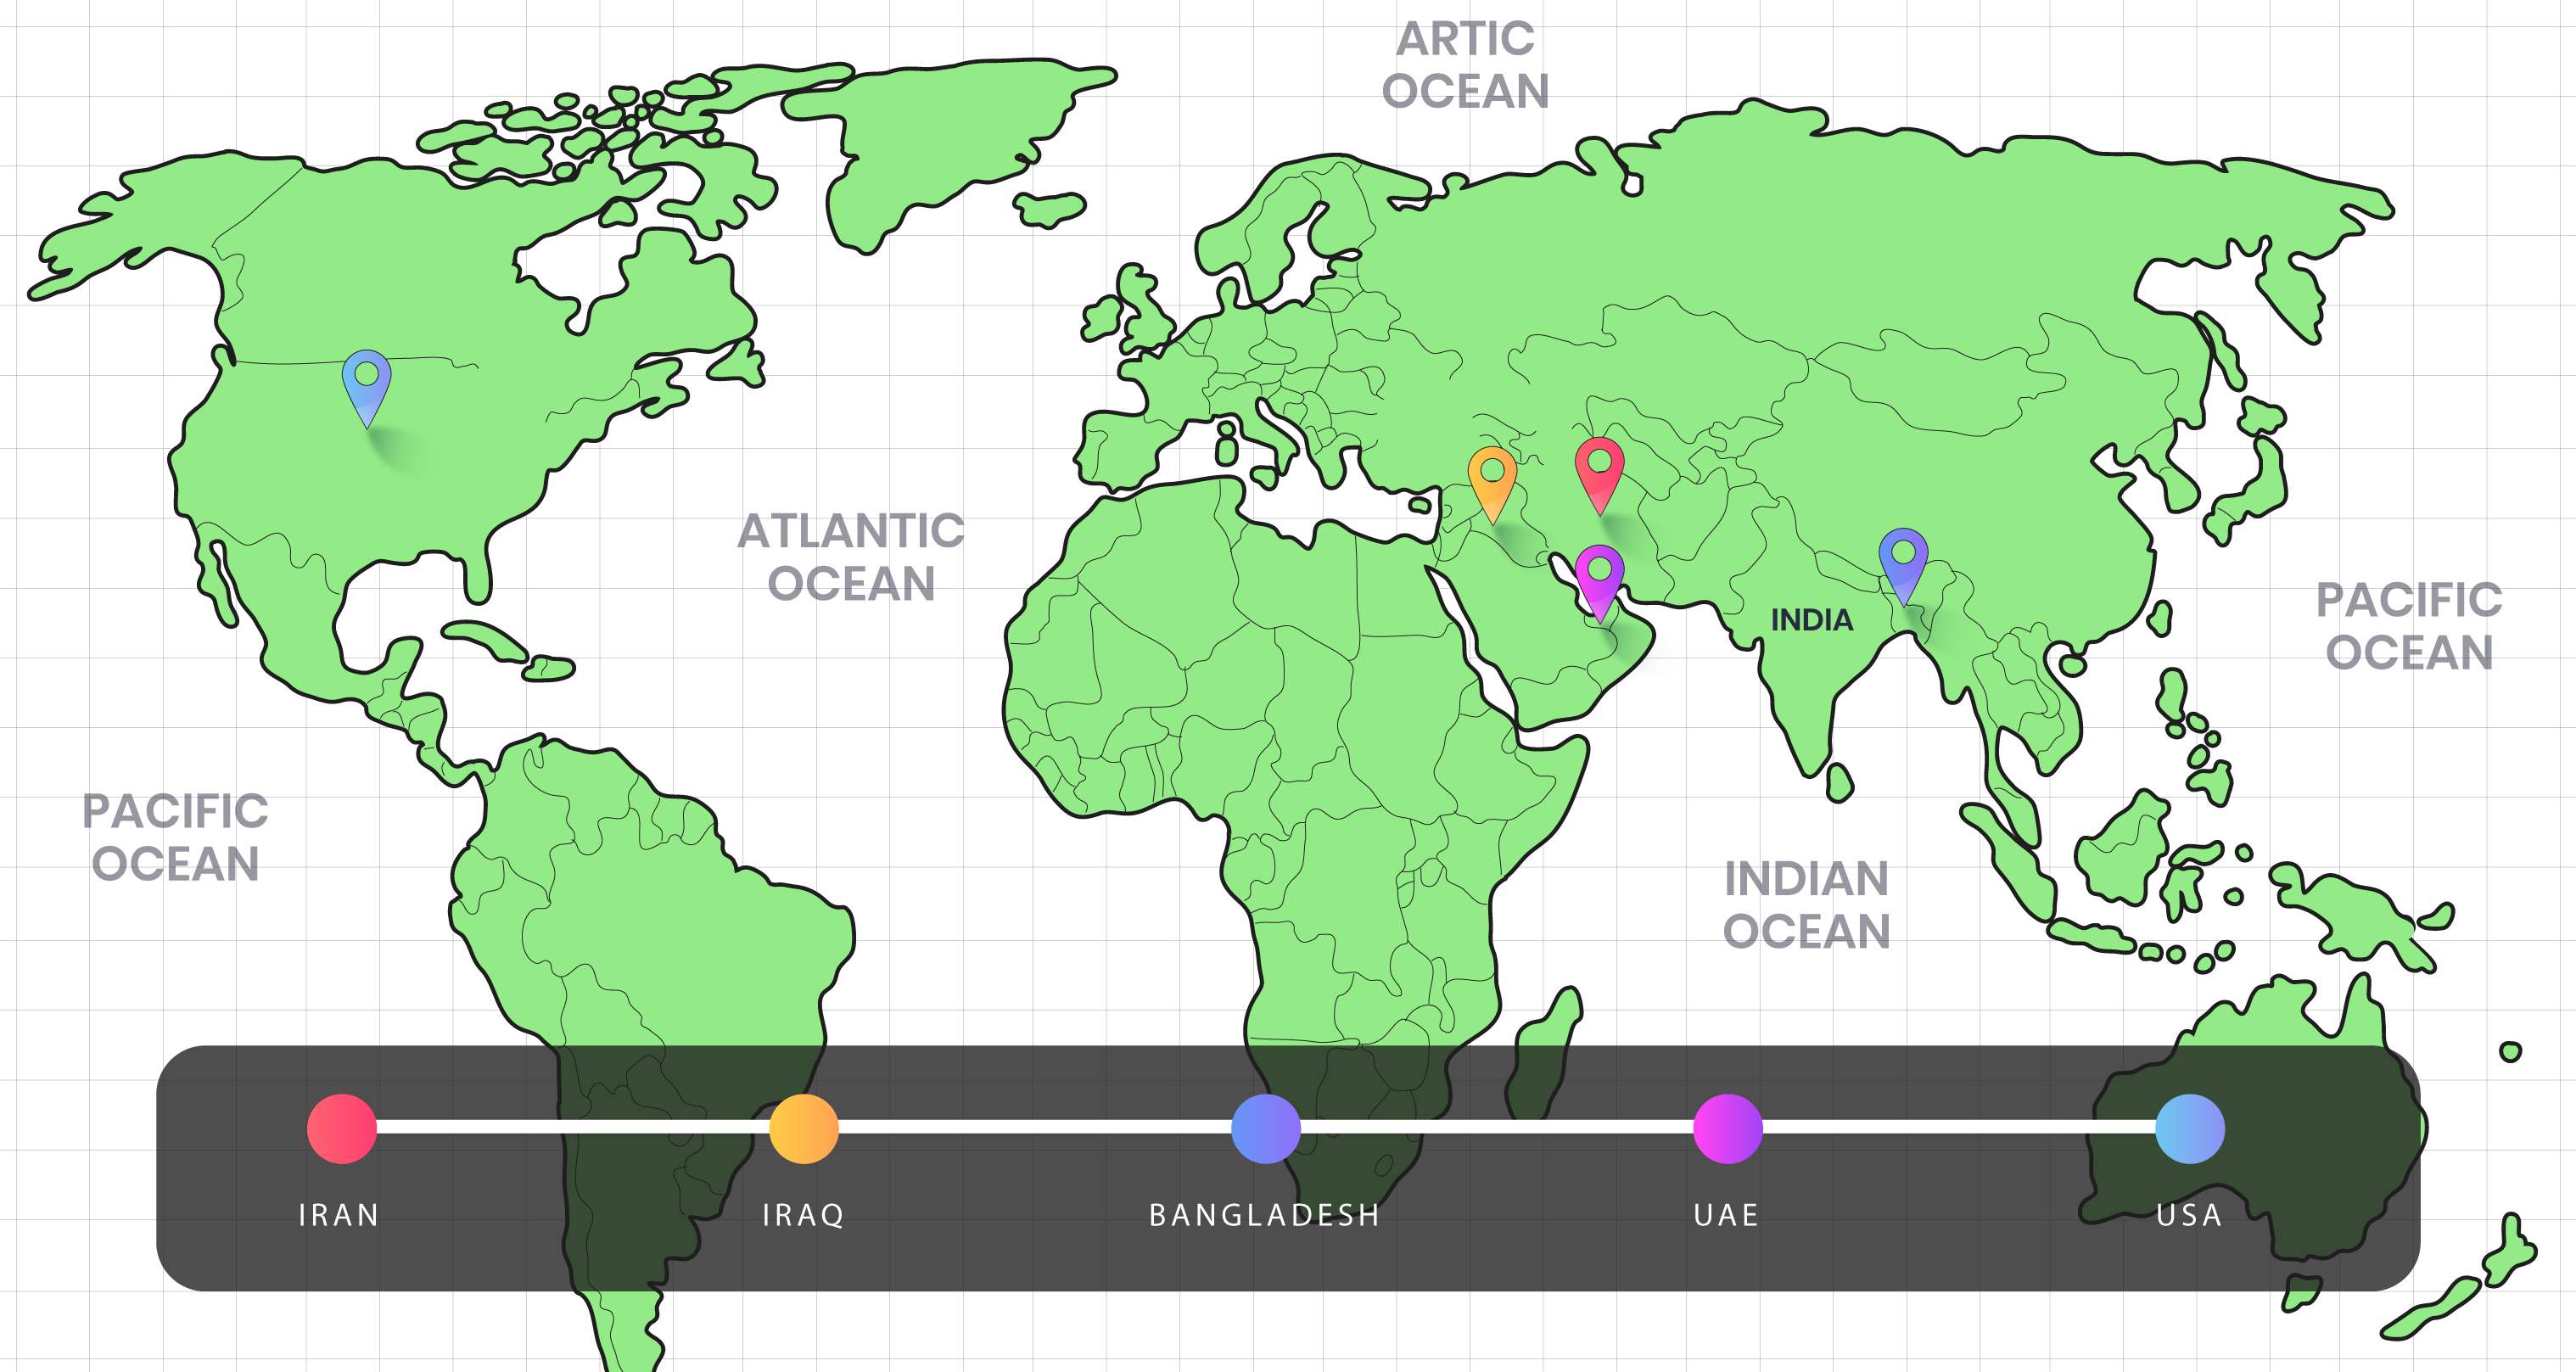 ARTIC
OCEAN
ATLANTIC
OCEAN
PACIFIC
OCEAN
INDIA
PACIFIC
OCEAN
INDIAN
OCEAN
IRAN
IRAQ
BANGLADESH
UAE
USA